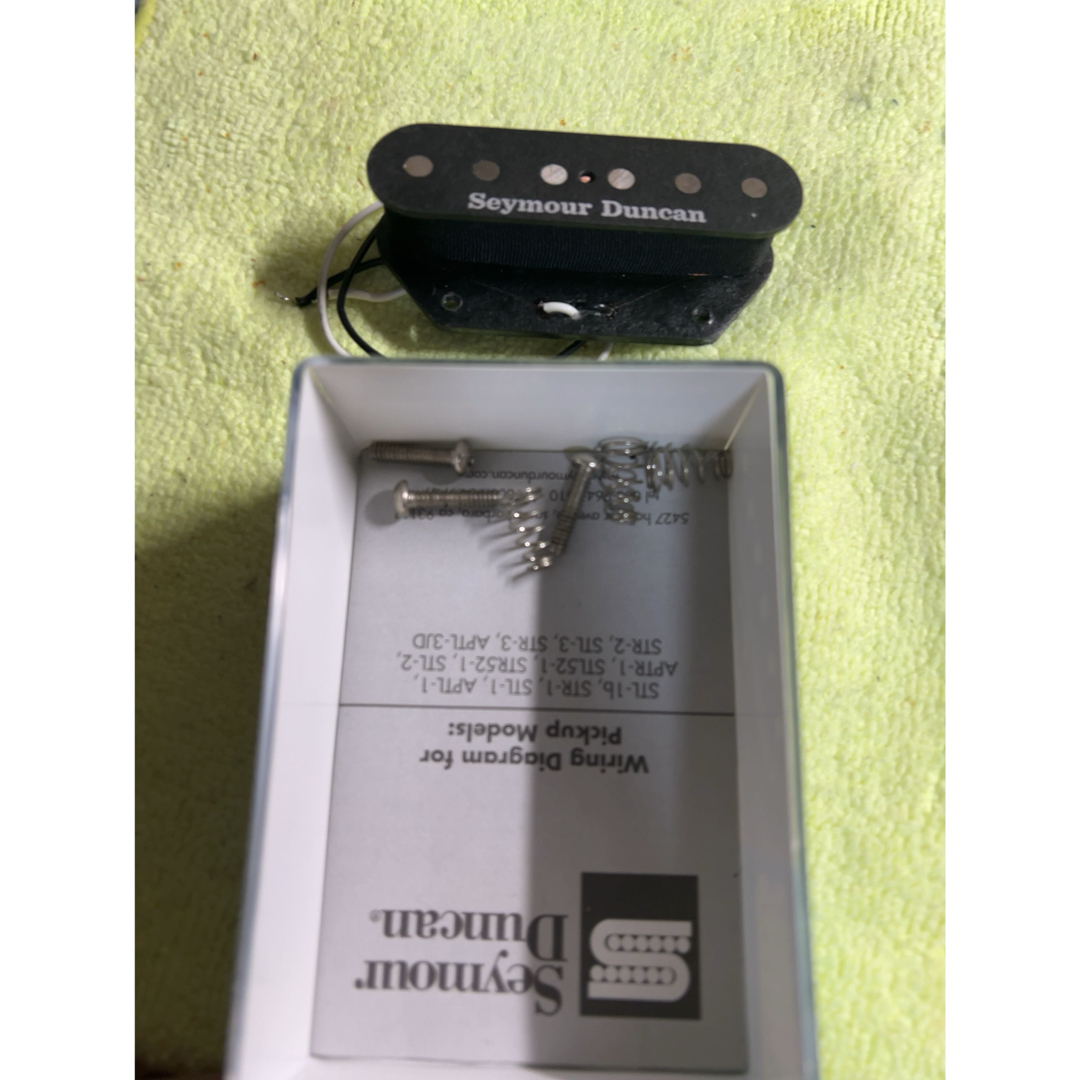 Seymour Duncan
Seymour
Duncan®
Wiring Diagram for
Pickup Models:
STL-1b, STR-1, STL-1, APTL-1,
APTR-1, STL52-1, STR52-1, STL-2,
STR-2, STL-3, STR-3, APTL-3JD
5427